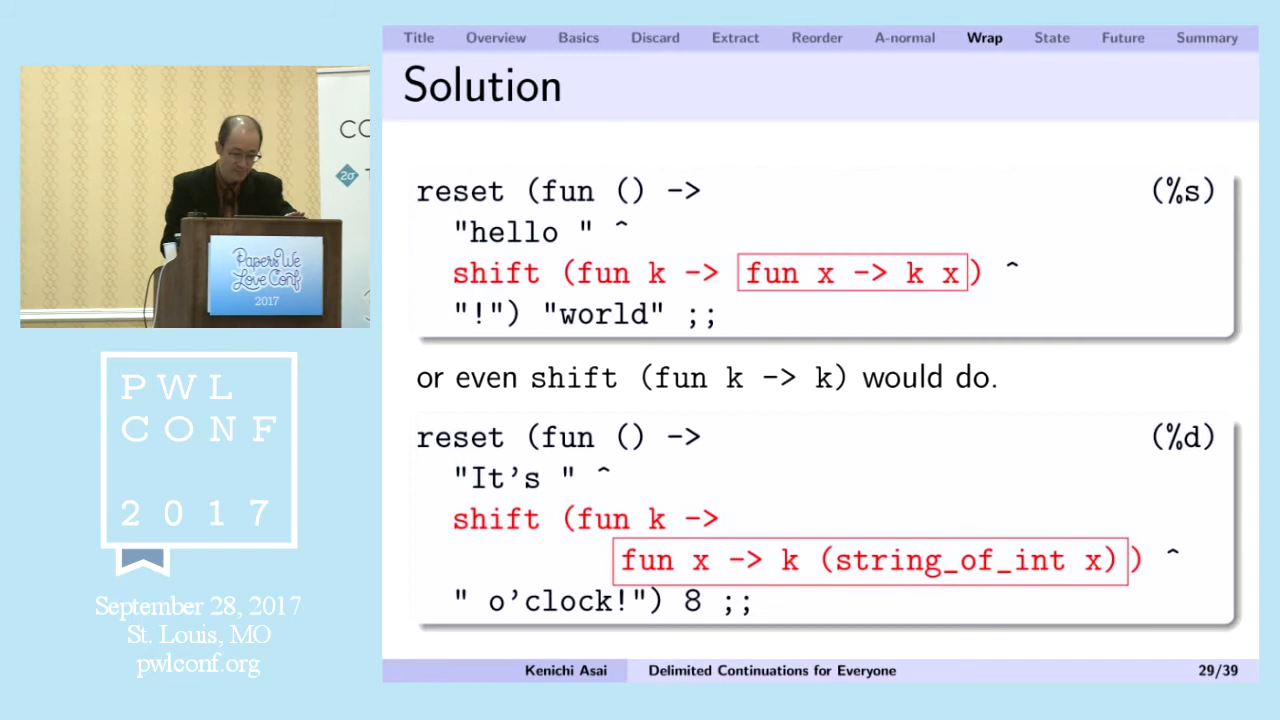 Title Overview Basics Discard Extract Reorder A-normal Wrap State Future Summary
Solution
reset (fun () -> (%s)
"hello " ^
shift (fun k -> fun x -> k x) ^
"!") "world" ;;
or even shift (fun k -> k) would do.
reset (fun () -> (%d)
"It's " ^
shift (fun k ->
fun x -> k (string_of_int x)) ^
" o'clock!") 8 ;;
Kenichi Asai Delimited Continuations for Everyone 29/39
CO
2σ
Papers We
Love Conf
2017
PWL
CONF
2017
September 28, 2017
St. Louis, MO
pwlconf.org